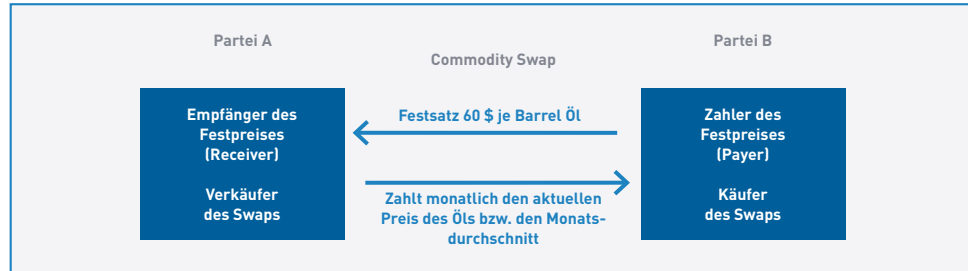 Partei A
Partei B
Commodity Swap
Empfänger des
Festpreises
(Receiver)
Verkäufer
des Swaps
Festsatz 60 $ je Barrel Öl
Zahlt monatlich den aktuellen
Preis des Öls bzw. den Monats-
durchschnitt
Zahler des
Festpreises
(Payer)
Käufer
des Swaps